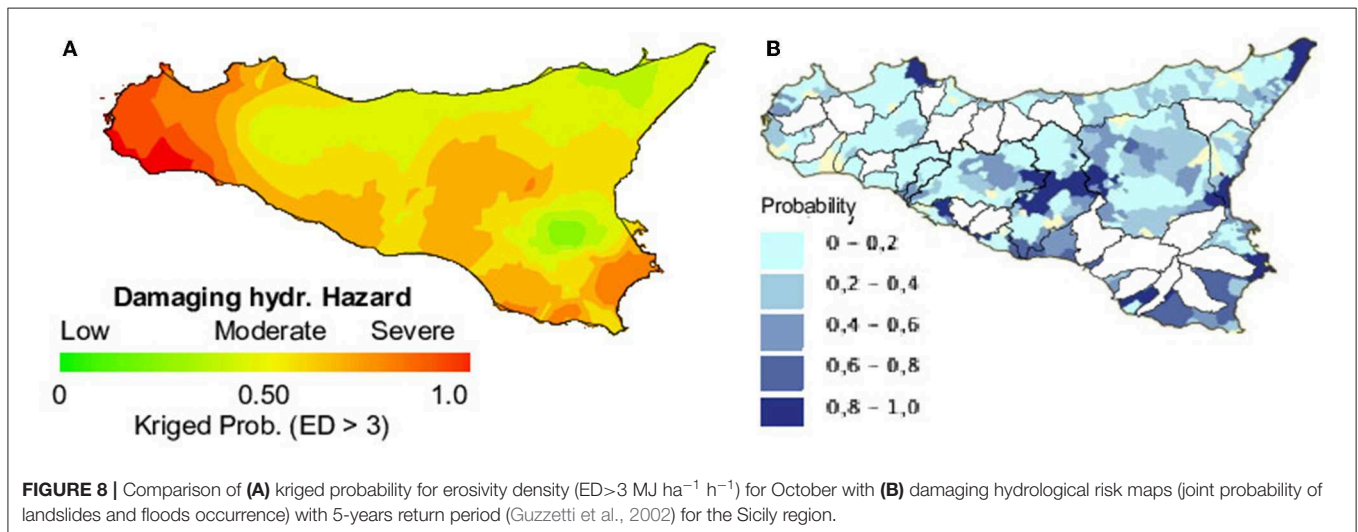 A
Damaging hydr. Hazard
Low Moderate Severe
0 0.50 1.0
Kriged Prob. (ED > 3)
B
Probability
0 – 0,2
0,2 – 0,4
0,4 – 0,6
0,6 – 0,8
0,8 – 1,0
FIGURE 8 | Comparison of (A) kriged probability for erosivity density (ED>3 MJ ha⁻¹ h⁻¹) for October with (B) damaging hydrological risk maps (joint probability of
landslides and floods occurrence) with 5-years return period (Guzzetti et al., 2002) for the Sicily region.